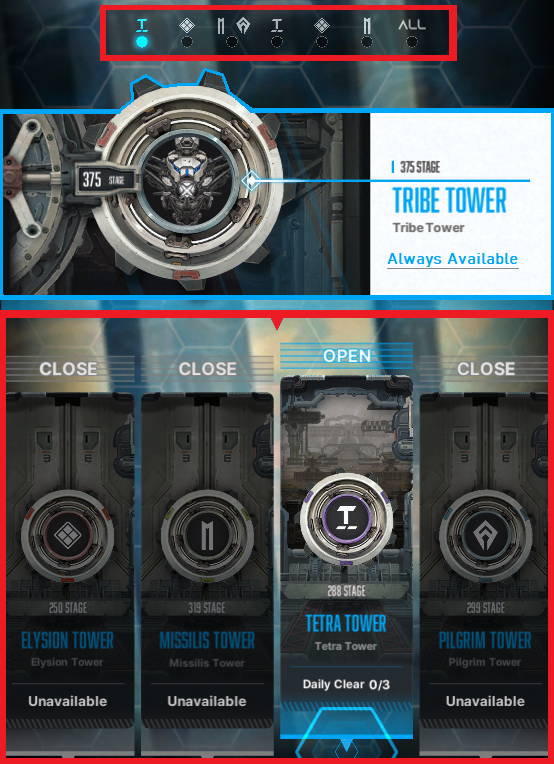 ALL
375 STAGE
375 STAGE
TRIBE TOWER
Tribe Tower
Always Available
CLOSE
CLOSE
OPEN
CLOSE
250 STAGE
319 STAGE
288 STAGE
299 STAGE
ELYSION TOWER
MISSILIS TOWER
TETRA TOWER
PILGRIM TOWER
Elysion Tower
Missilis Tower
Tetra Tower
Pilgrim Tower
Unavailable
Unavailable
Daily Clear 0/3
Unavailable